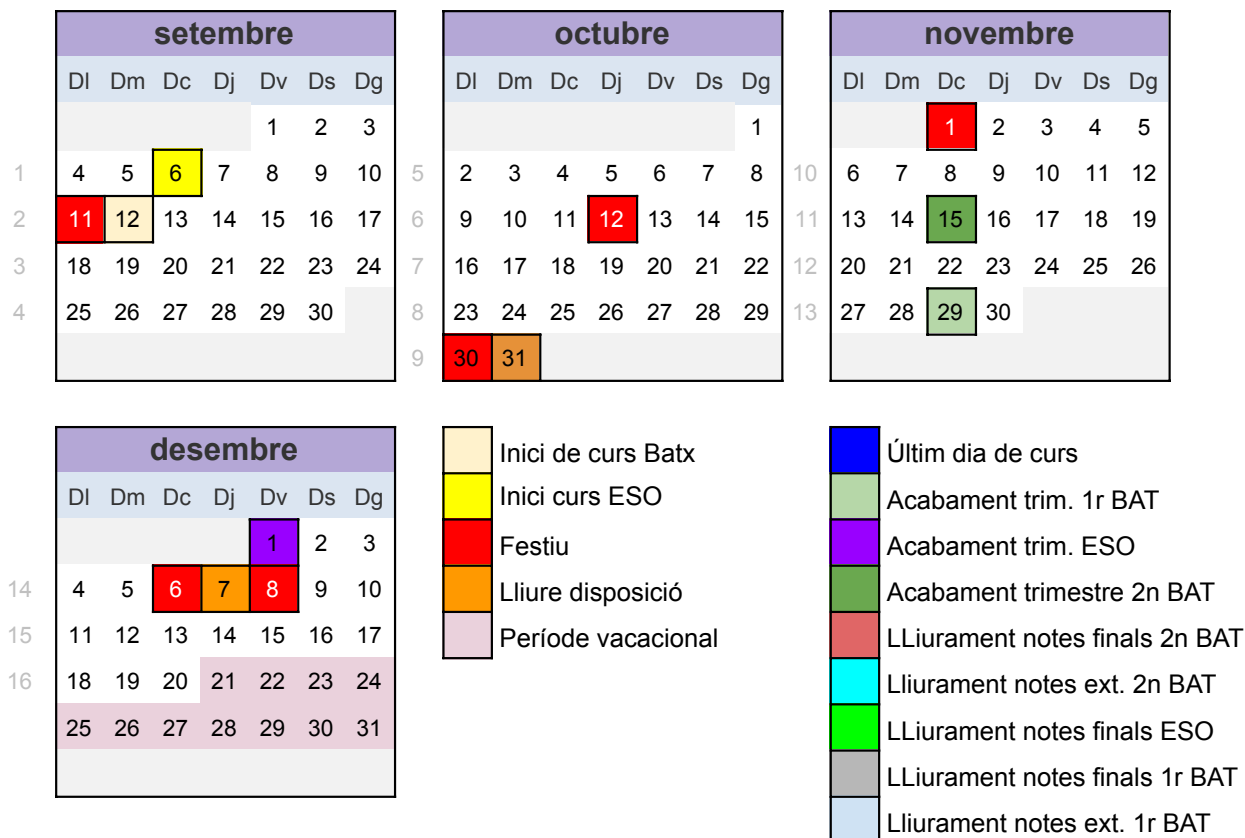 setembre
Dl Dm Dc Dj Dv Ds Dg
1 2 3
1 4 5 6 7 8 9 10
2 11 12 13 14 15 16 17
3 18 19 20 21 22 23 24
4 25 26 27 28 29 30
octubre
Dl Dm Dc Dj Dv Ds Dg
1
5 2 3 4 5 6 7 8
6 9 10 11 12 13 14 15
7 16 17 18 19 20 21 22
8 23 24 25 26 27 28 29
9 30 31
novembre
Dl Dm Dc Dj Dv Ds Dg
1 2 3 4 5
10 6 7 8 9 10 11 12
11 13 14 15 16 17 18 19
12 20 21 22 23 24 25 26
13 27 28 29 30
desembre
Dl Dm Dc Dj Dv Ds Dg
1 2 3
14 4 5 6 7 8 9 10
15 11 12 13 14 15 16 17
16 18 19 20 21 22 23 24
25 26 27 28 29 30 31
Inici de curs Batx
Inici curs ESO
Festiu
Lliure disposició
Període vacacional
Últim dia de curs
Acabament trim. 1r BAT
Acabament trim. ESO
Acabament trimestre 2n BAT
LLiurament notes finals 2n BAT
Lliurament notes ext. 2n BAT
LLiurament notes finals ESO
LLiurament notes finals 1r BAT
Lliurament notes ext. 1r BAT